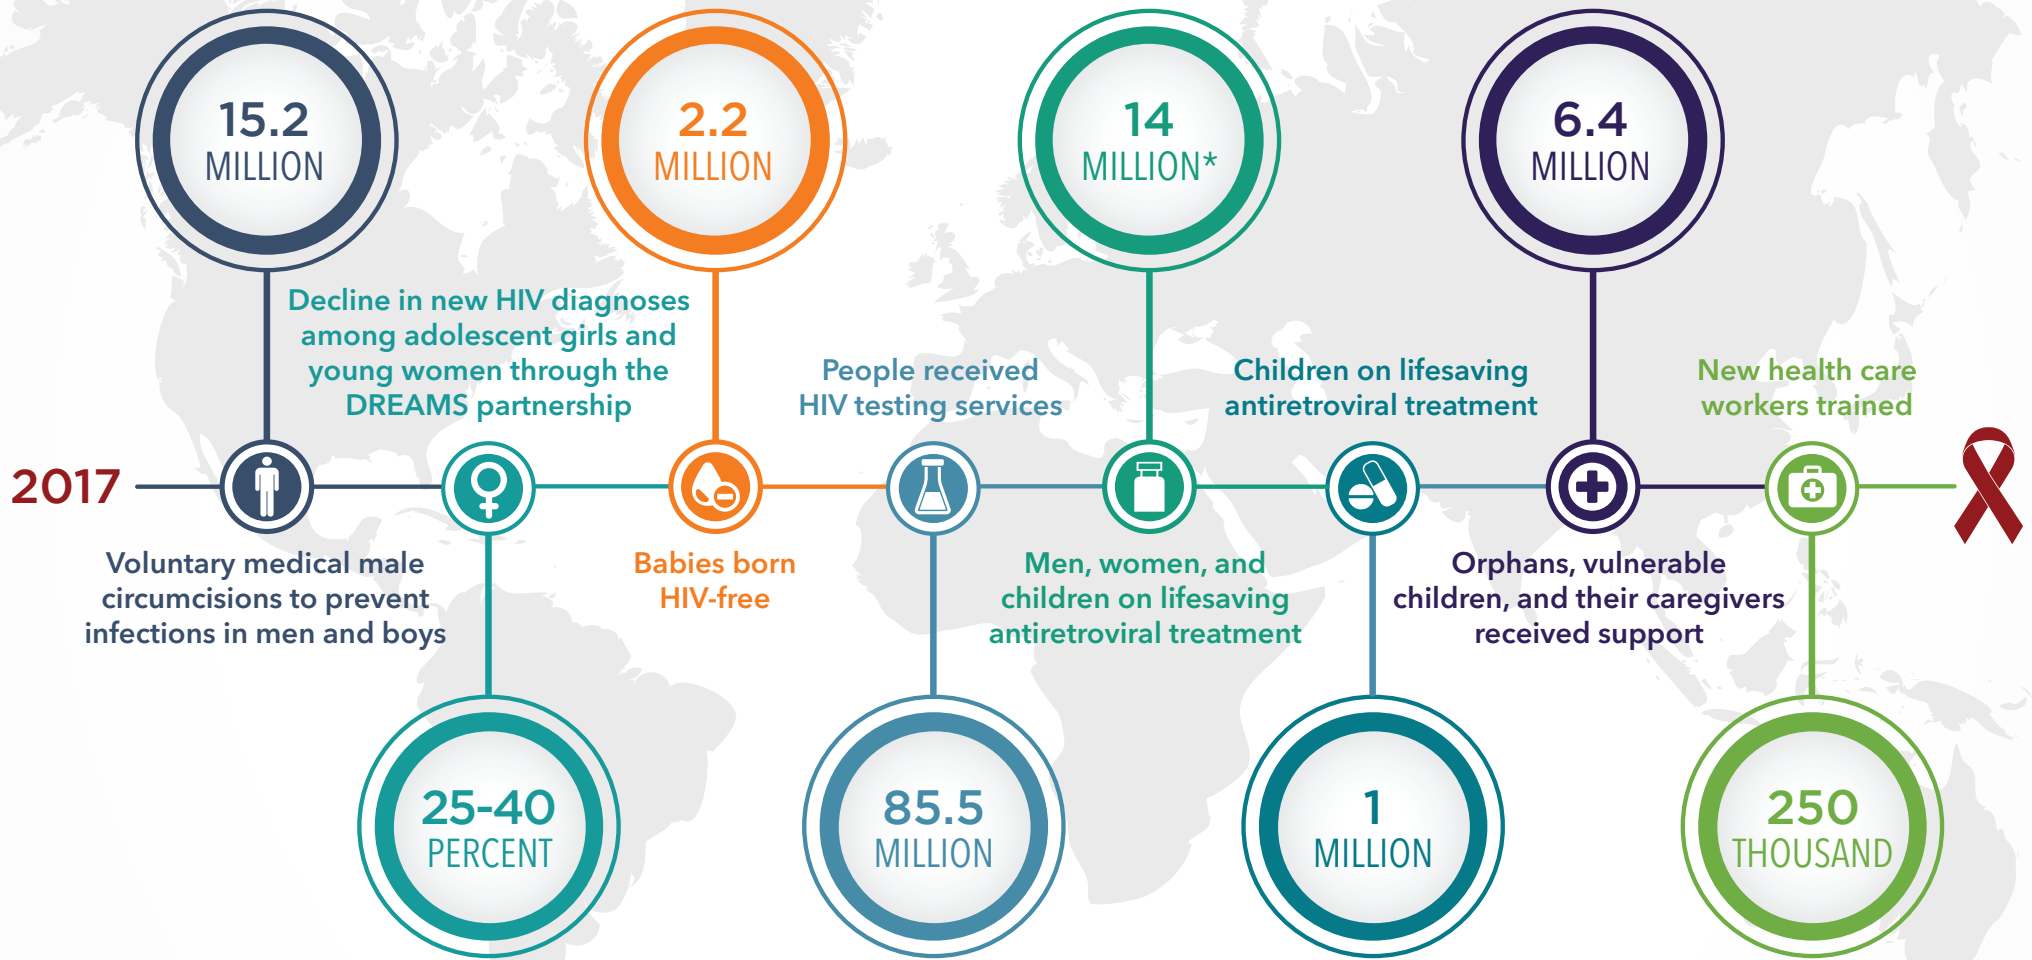 2017
15.2
MILLION
Voluntary medical male
circumcisions to prevent
infections in men and boys
Decline in new HIV diagnoses
among adolescent girls and
young women through the
DREAMS partnership
25-40
PERCENT
2.2
MILLION
Babies born
HIV-free
People received
HIV testing services
85.5
MILLION
14
MILLION*
Men, women, and
children on lifesaving
antiretroviral treatment
Children on lifesaving
antiretroviral treatment
1
MILLION
6.4
MILLION
Orphans, vulnerable
children, and their caregivers
received support
New health care
workers trained
250
THOUSAND